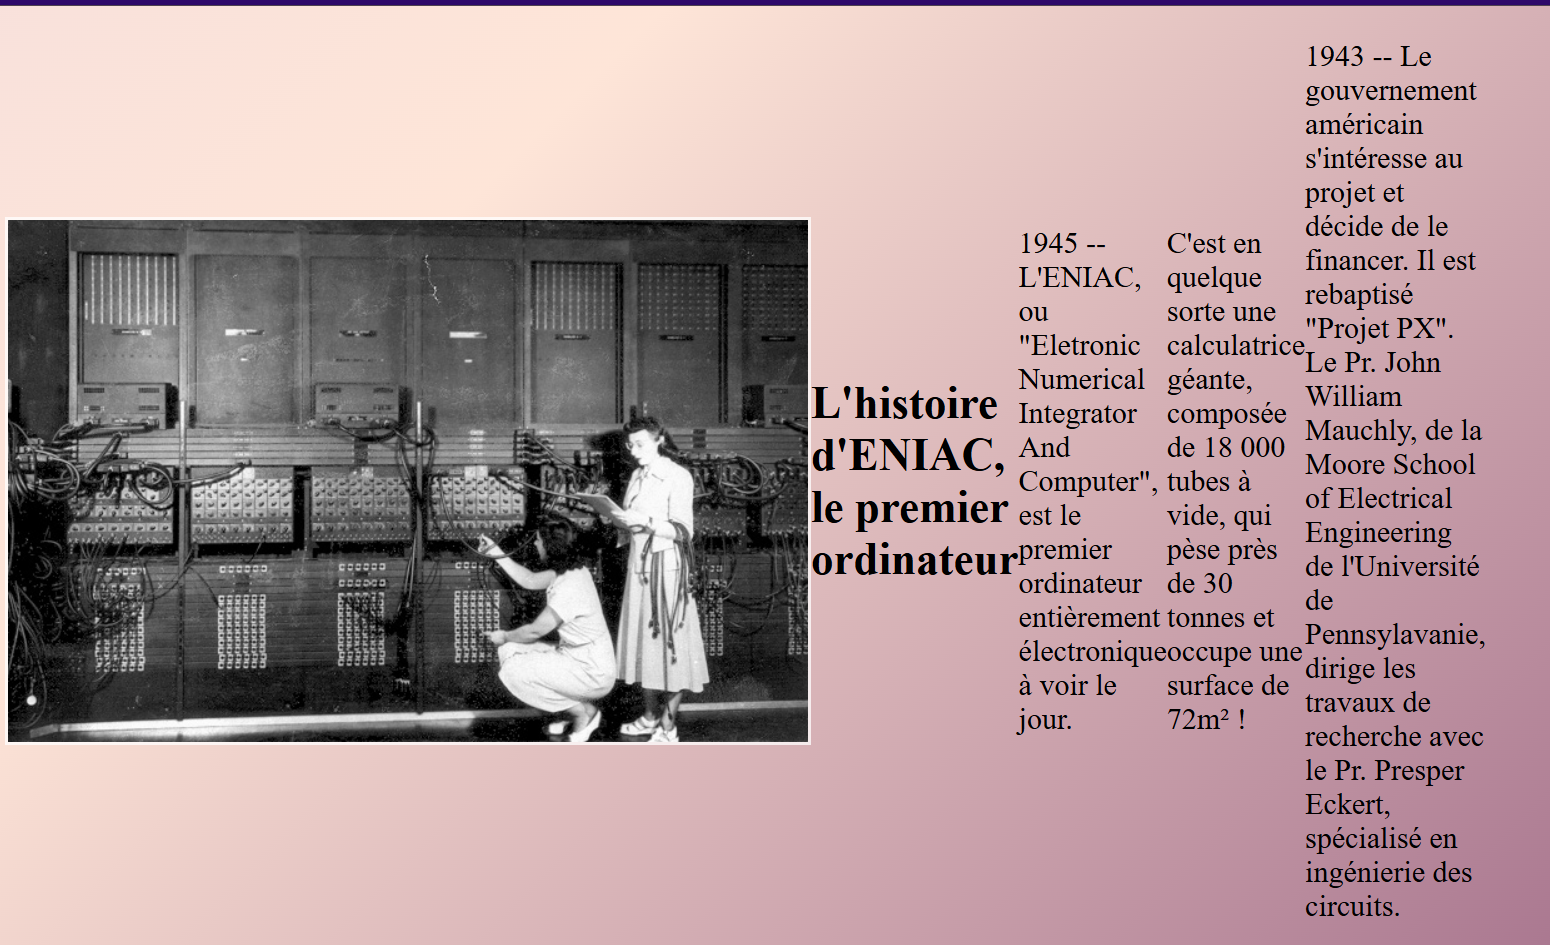 L'histoire
d'ENIAC,
le premier
ordinateur
1945 --
L'ENIAC,
ou
"Eletronic
Numerical
Integrator
And
Computer",
est le
premier
ordinateur
entièrement
électronique
à voir le
jour.
C'est en
quelque
sorte une
calculatrice
géante,
composée
de 18 000
tubes à
vide, qui
pèse près
de 30
tonnes et
occupe une
surface de
72m² !
1943 -- Le
gouvernement
américain
s'intéresse au
projet et
décide de le
financer. Il est
rebaptisé
"Projet PX".
Le Pr. John
William
Mauchly, de la
Moore School
of Electrical
Engineering
de l'Université
de
Pennsylavanie,
dirige les
travaux de
recherche avec
le Pr. Presper
Eckert,
spécialisé en
ingénierie des
circuits.